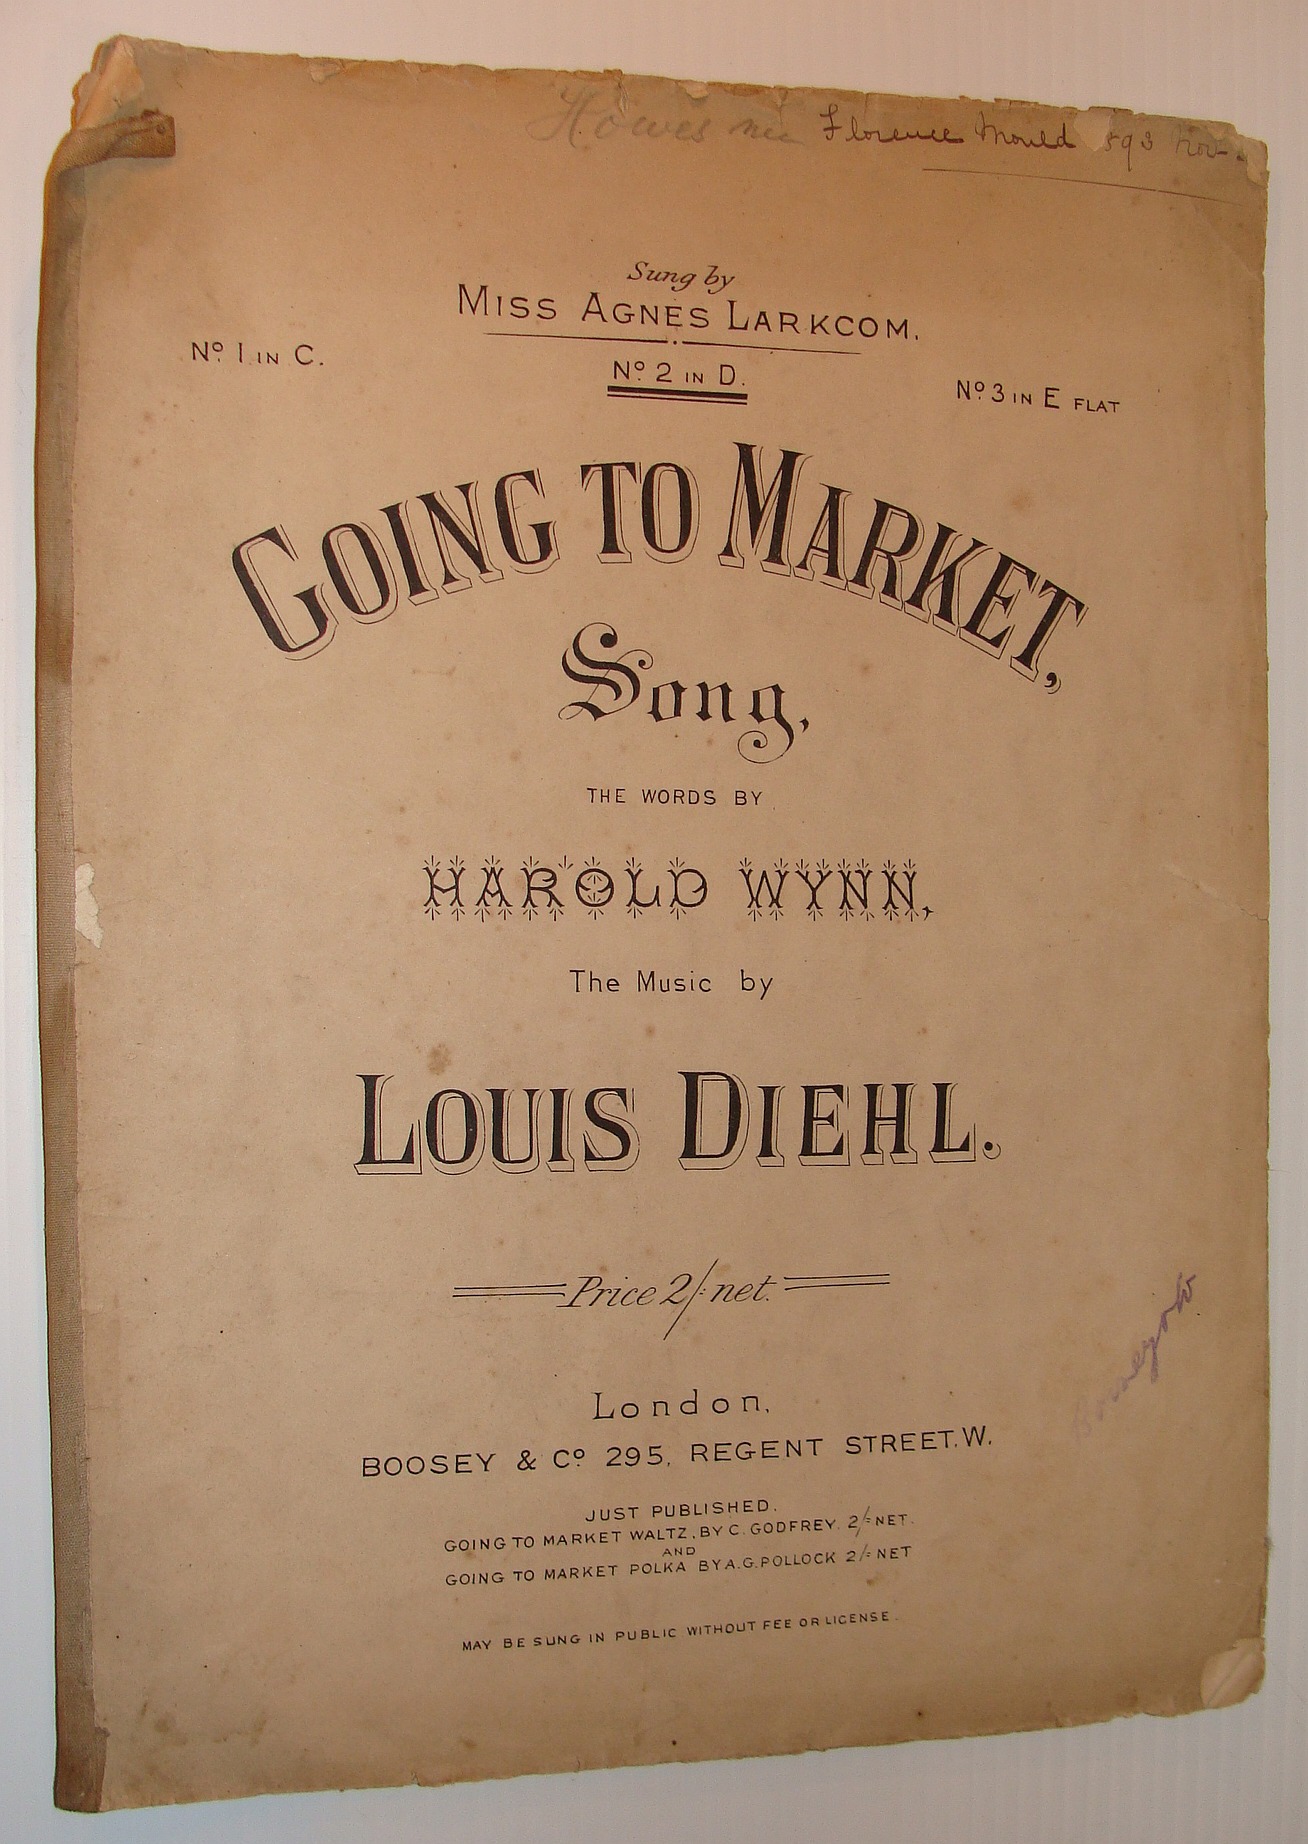 Howes nee Florence Mould 893 Nov
Sung by
MISS AGNES LARKCOM.
Nº 1 IN C.
Nº 2 IN D.
Nº 3 IN E FLAT
GOING TO MARKET,
Song,
THE WORDS BY
HAROLD WYNN,
The Music by
LOUIS DIEHL.
Price 2/- net.
London,
BOOSEY & Cº 295, REGENT STREET. W.
JUST PUBLISHED.
GOING TO MARKET WALTZ, BY C. GODFREY. 2/- NET.
AND
GOING TO MARKET POLKA BY A.G. POLLOCK 2/- NET
MAY BE SUNG IN PUBLIC WITHOUT FEE OR LICENSE.